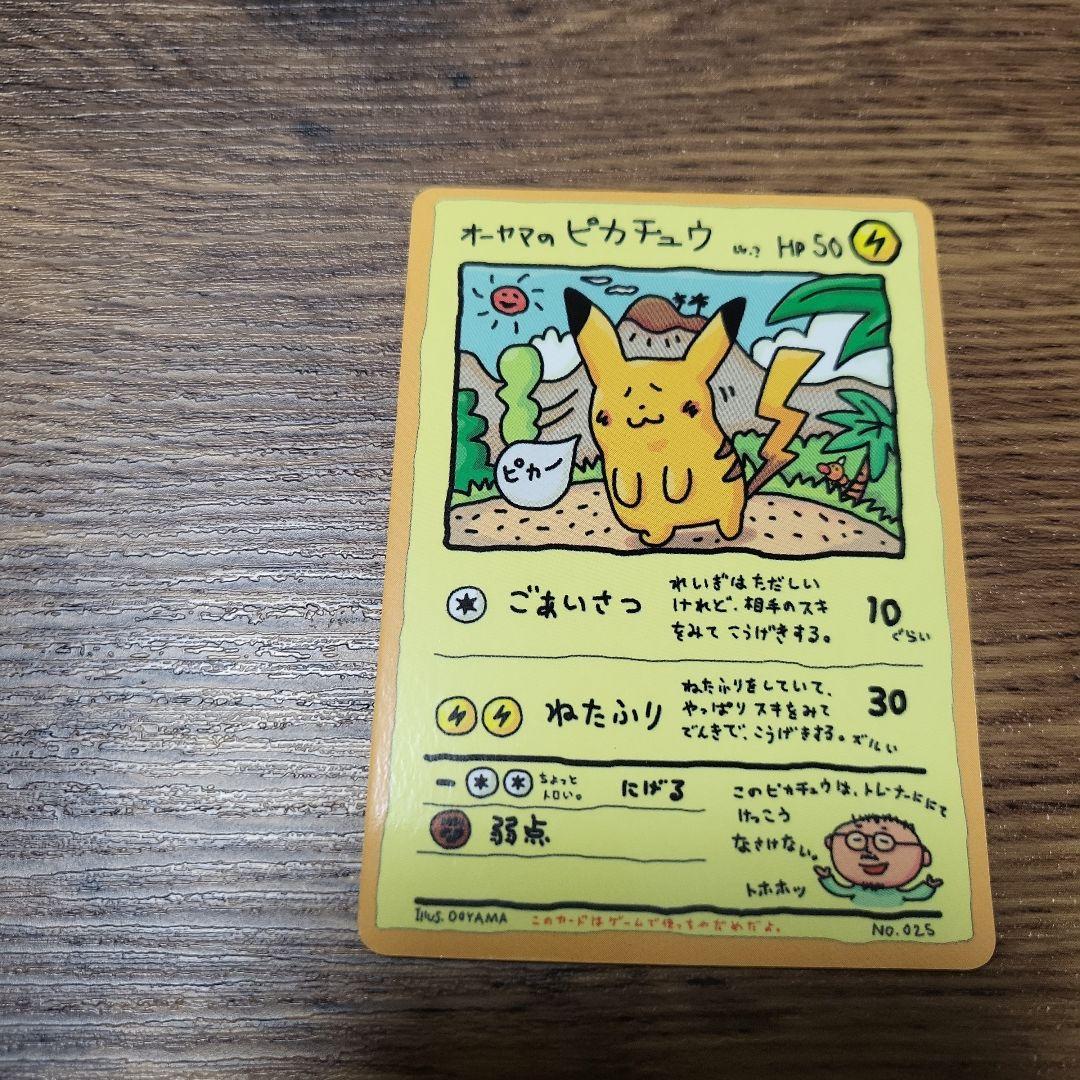 オーヤマの ピカチュウ Lv.? HP 50
ピカー
ごあいさつ
れいぎはただしい
けれど、相手のスキ
をみて こうげきする。
10
ぐらい
ねたふり
ねたふりをしていて、
やっぱり スキをみて
でんきで、こうげきする。ズルい
30
ちょっと
トロい。
にげる
弱点
このピカチュウは、トレーナーににて
けっこう
なさけない。
トホホッ
Illus. OOYAMA
このカードはゲームで使っちゃだめだよ。
NO. 025